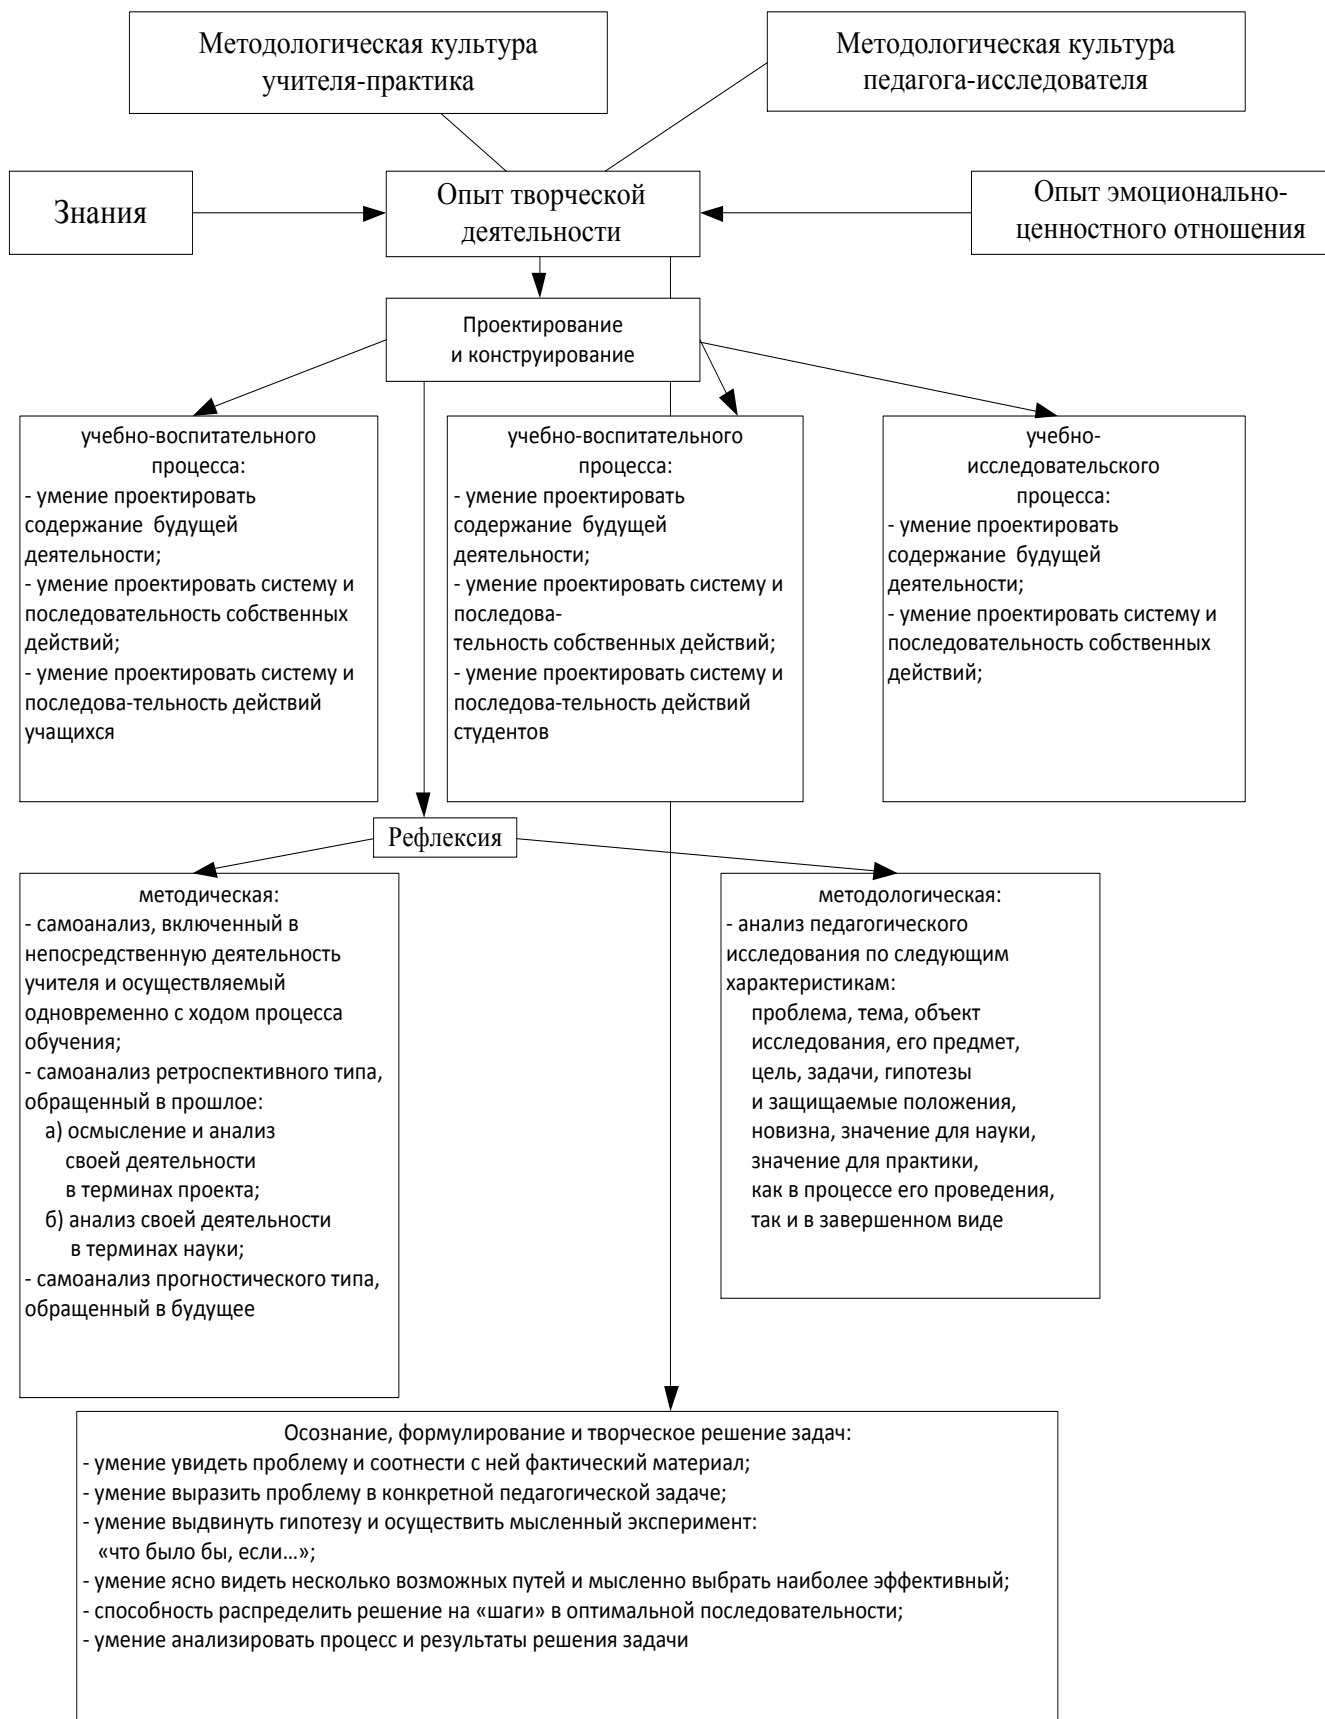 Методологическая культура
учителя-практика
Методологическая культура
педагога-исследователя
Знания
Опыт творческой
деятельности
Опыт эмоционально-
ценностного отношения
Проектирование
и конструирование
учебно-воспитательного
процесса:
- умение проектировать
содержание будущей
деятельности;
- умение проектировать систему и
последовательность собственных
действий;
- умение проектировать систему и
последова-тельность действий
учащихся
учебно-воспитательного
процесса:
- умение проектировать
содержание будущей
деятельности;
- умение проектировать систему и
последова-
тельность собственных действий;
- умение проектировать систему и
последова-тельность действий
студентов
учебно-
исследовательского
процесса:
- умение проектировать
содержание будущей
деятельности;
- умение проектировать систему и
последовательность собственных
действий;
Рефлексия
методическая:
- самоанализ, включенный в
непосредственную деятельность
учителя и осуществляемый
одновременно с ходом процесса
обучения;
- самоанализ ретроспективного типа,
обращенный в прошлое:
а) осмысление и анализ
своей деятельности
в терминах проекта;
б) анализ своей деятельности
в терминах науки;
- самоанализ прогностического типа,
обращенный в будущее
методологическая:
- анализ педагогического
исследования по следующим
характеристикам:
проблема, тема, объект
исследования, его предмет,
цель, задачи, гипотезы
и защищаемые положения,
новизна, значение для науки,
значение для практики,
как в процессе его проведения,
так и в завершенном виде
Осознание, формулирование и творческое решение задач:
- умение увидеть проблему и соотнести с ней фактический материал;
- умение выразить проблему в конкретной педагогической задаче;
- умение выдвинуть гипотезу и осуществить мысленный эксперимент:
«что было бы, если...»;
- умение ясно видеть несколько возможных путей и мысленно выбрать наиболее эффективный;
- способность распределить решение на «шаги» в оптимальной последовательности;
- умение анализировать процесс и результаты решения задачи